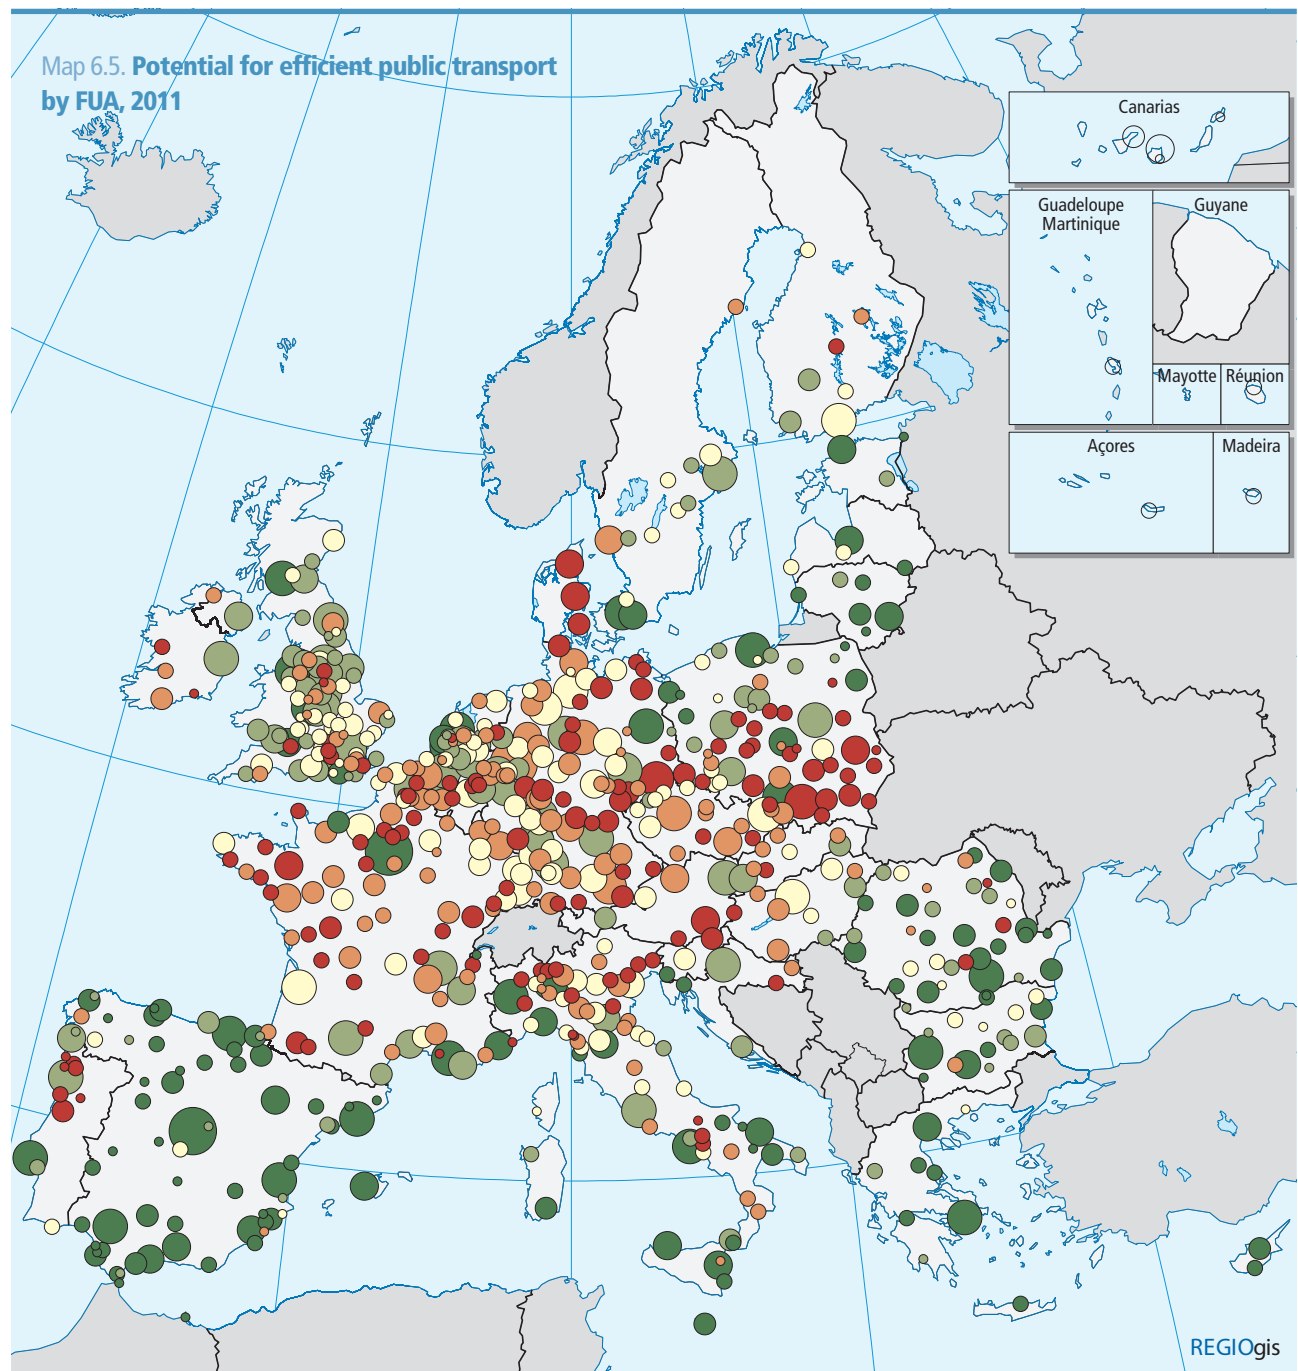 Map 6.5. Potential for efficient public transport
by FUA, 2011
Canarias
Guadeloupe
Martinique
Guyane
Mayotte
Réunion
Açores
Madeira
REGIOgis